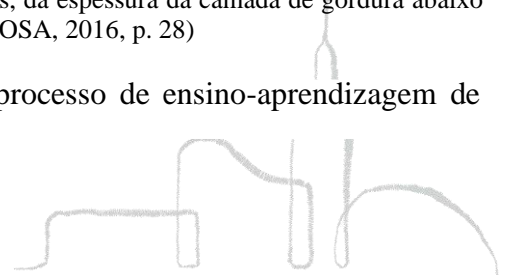 da espessura da camada de gordura abaixo
OSA, 2016, p. 28)
processo de ensino-aprendizagem de